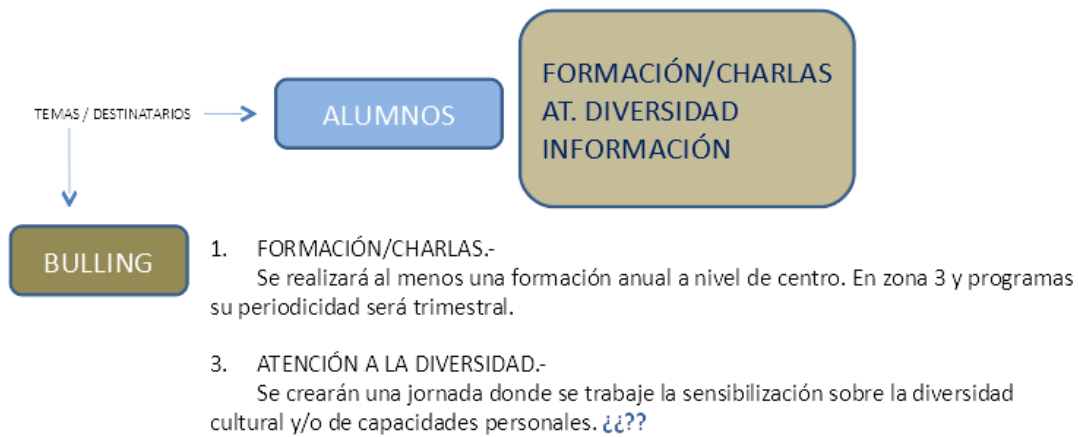 FORMACIÓN/CHARLAS
AT. DIVERSIDAD
INFORMACIÓN
TEMAS / DESTINATARIOS
ALUMNOS
BULLING
1. FORMACIÓN/CHARLAS.-
Se realizará al menos una formación anual a nivel de centro. En zona 3 y programas
su periodicidad será trimestral.
3. ATENCIÓN A LA DIVERSIDAD.-
Se crearán una jornada donde se trabaje la sensibilización sobre la diversidad
cultural y/o de capacidades personales. ¿¿??